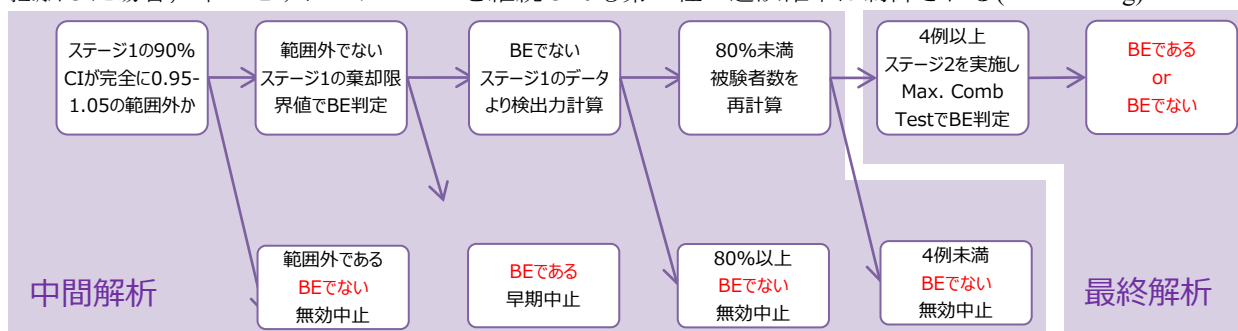 ステージ1の90%
CIが完全に0.95-
1.05の範囲外か
範囲外でない
ステージ1の棄却限
界値でBE判定
BEでない
ステージ1のデータ
より検出力計算
80%未満
被験者数を
再計算
4例以上
ステージ2を実施し
Max. Comb
TestでBE判定
BEである
or
BEでない
範囲外である
BEでない
無効中止
BEである
早期中止
80%以上
BEでない
無効中止
4例未満
BEでない
無効中止
中間解析
最終解析